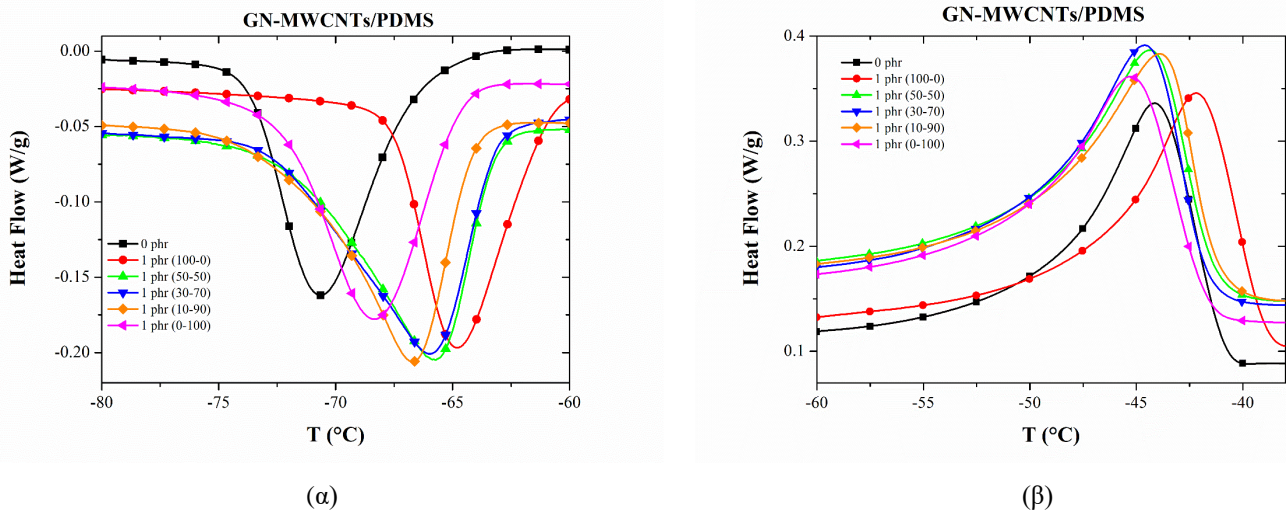 GN-MWCNTs/PDMS
0.00
-0.05
-0.10
-0.15
-0.20
Heat Flow (W/g)
0 phr
1 phr (100-0)
1 phr (50-50)
1 phr (30-70)
1 phr (10-90)
1 phr (0-100)
-80
-75
-70
-65
-60
T (°C)
(α)
GN-MWCNTs/PDMS
0.4
0.3
0.2
0.1
Heat Flow (W/g)
0 phr
1 phr (100-0)
1 phr (50-50)
1 phr (30-70)
1 phr (10-90)
1 phr (0-100)
-60
-55
-50
-45
-40
T (°C)
(β)